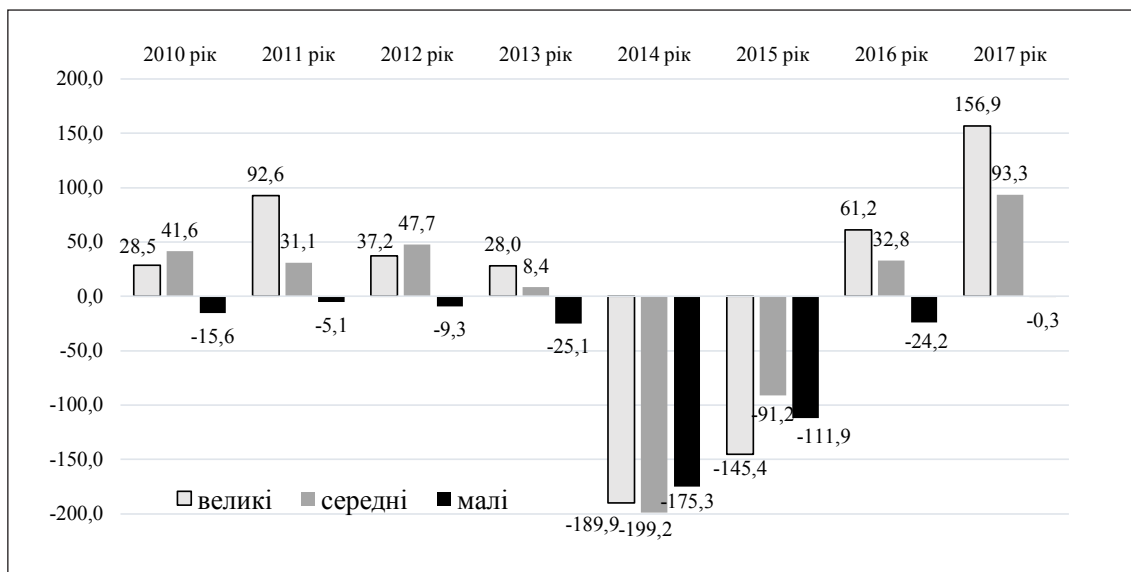 2010 рік 2011 рік 2012 рік 2013 рік 2014 рік 2015 рік 2016 рік 2017 рік
200,0
150,0
100,0
50,0
0,0
-50,0
-100,0
-150,0
-200,0
28,5 41,6 -15,6
92,6 31,1 -5,1
37,2 47,7 -9,3
28,0 8,4 -25,1
-189,9 -199,2 -175,3
-145,4 -91,2 -111,9
61,2 32,8 -24,2
156,9 93,3 -0,3
великі середні малі